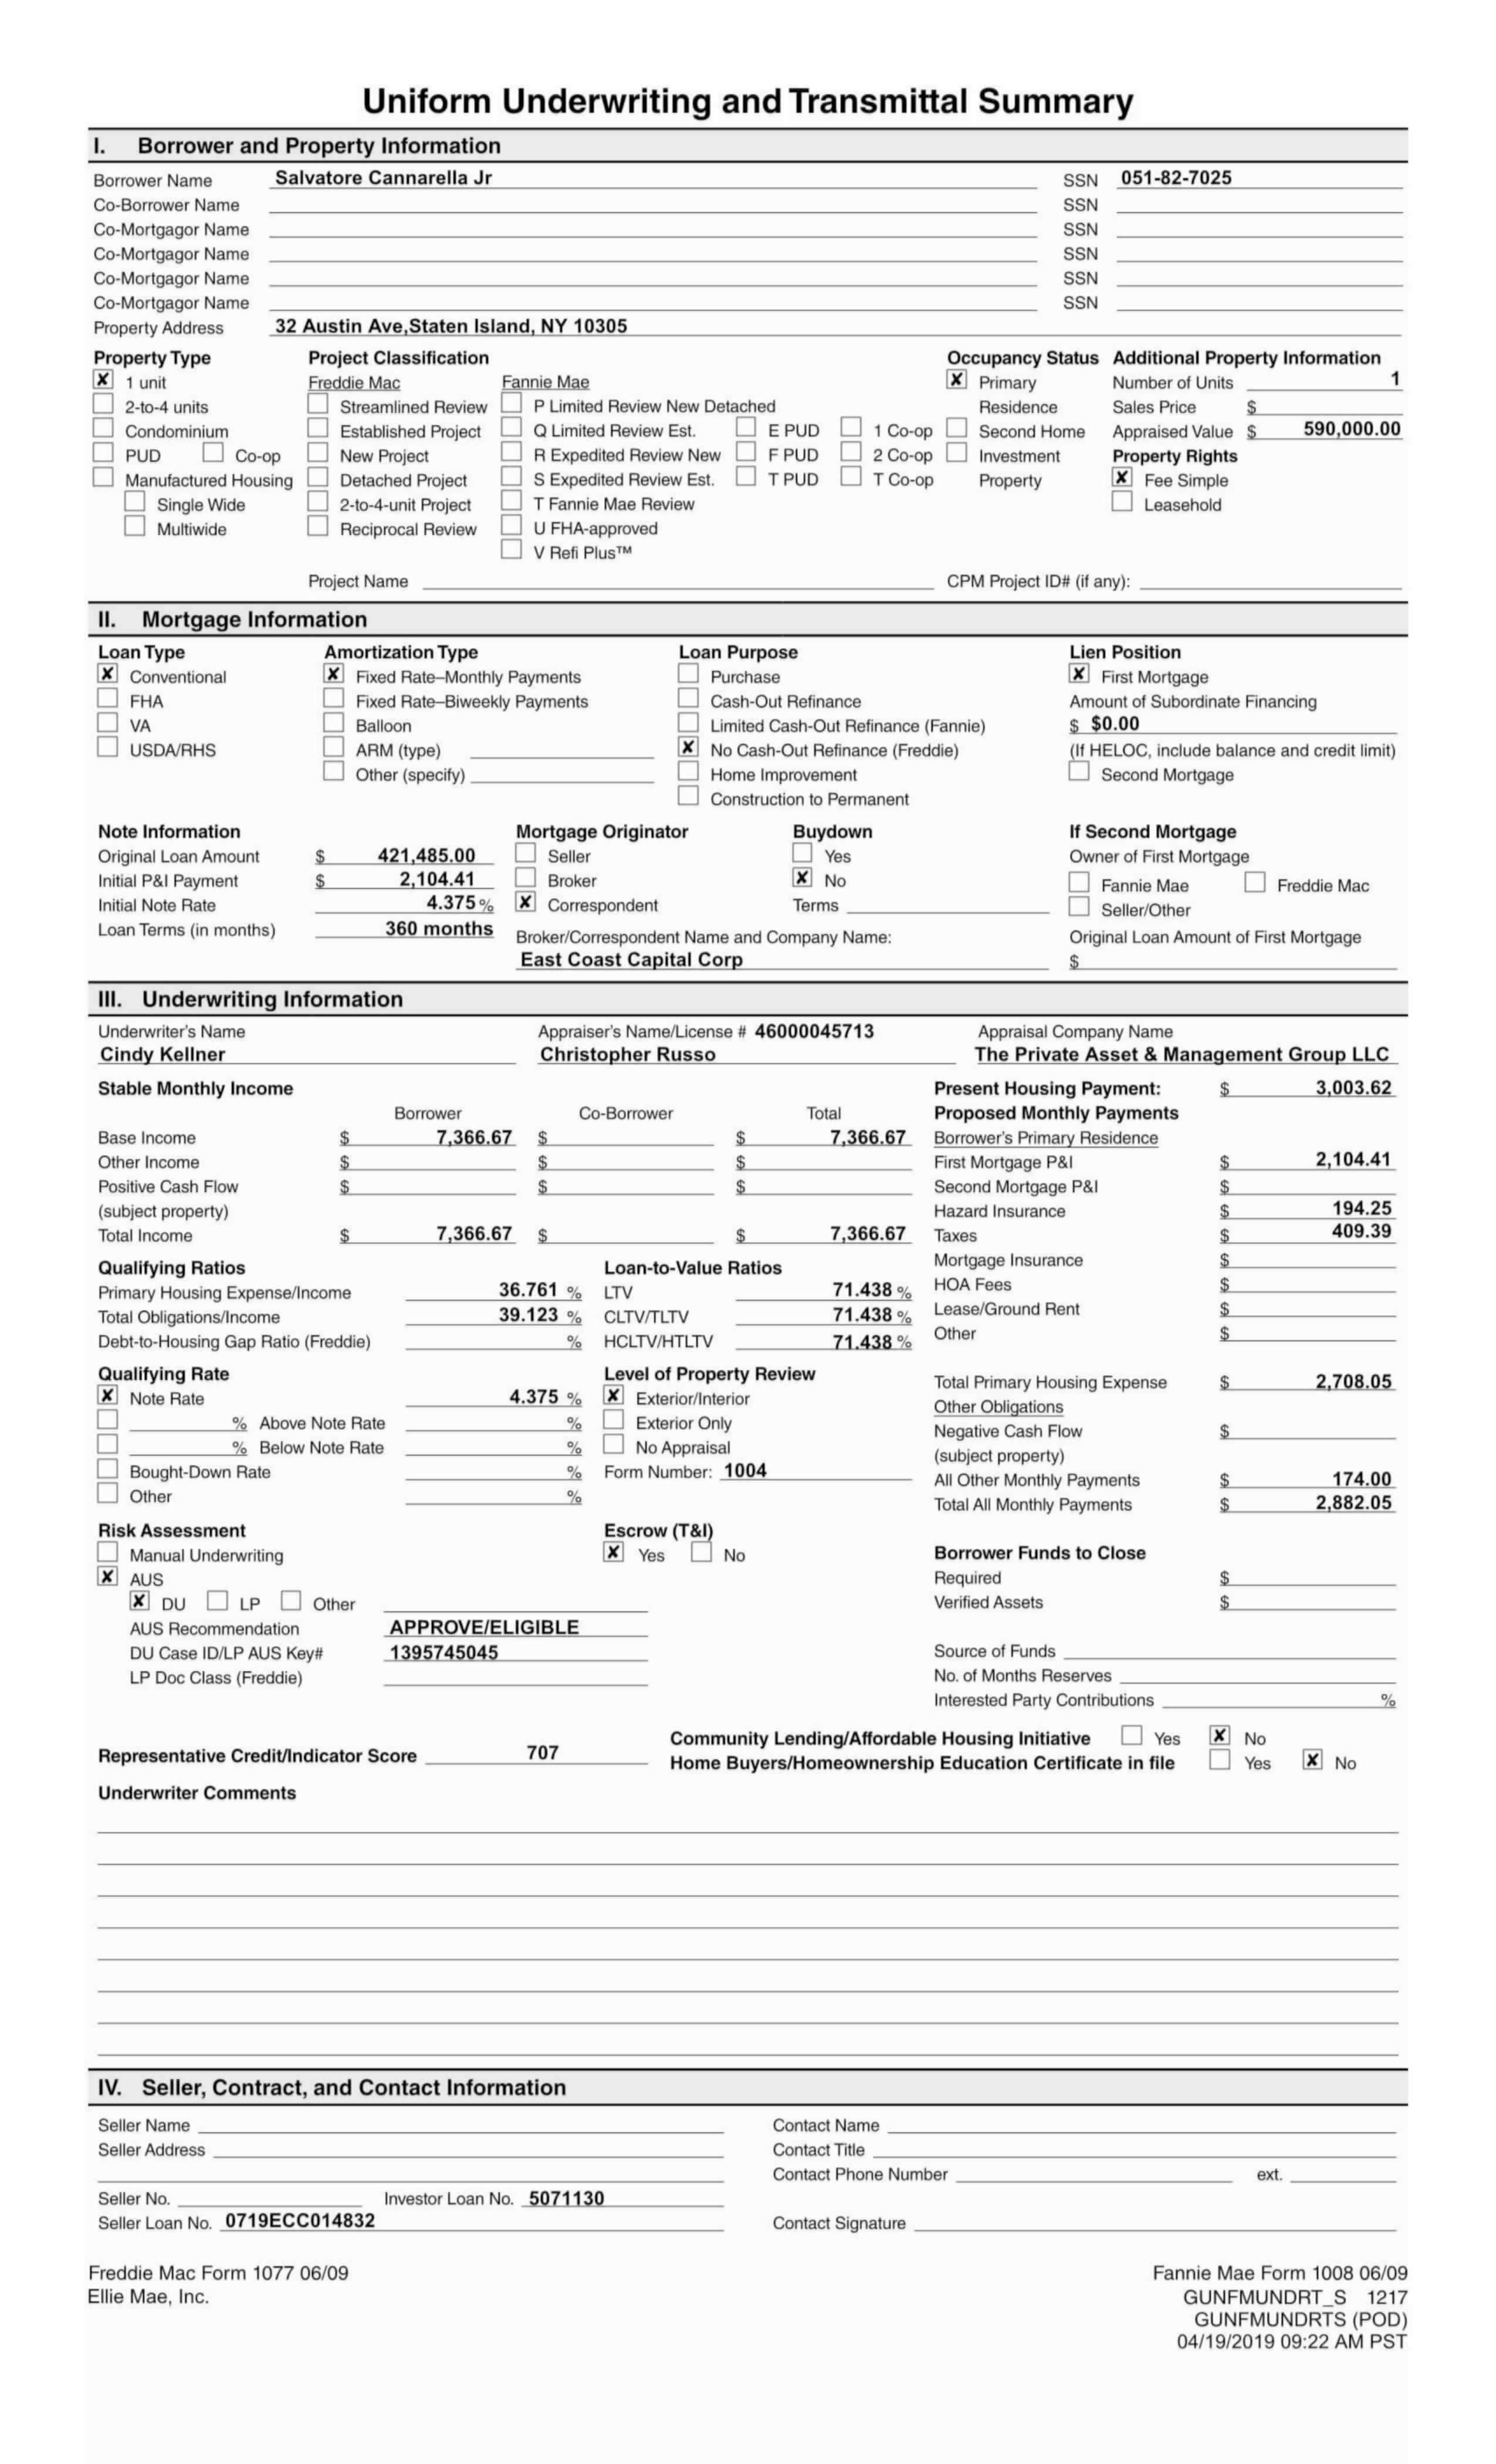 Uniform Underwriting and Transmittal Summary
I. Borrower and Property Information
Borrower Name Salvatore Cannarella Jr SSN 051-82-7025
Co-Borrower Name SSN
Co-Mortgagor Name SSN
Co-Mortgagor Name SSN
Co-Mortgagor Name SSN
Co-Mortgagor Name SSN
Property Address 32 Austin Ave,Staten Island, NY 10305
Property Type Project Classification Occupancy Status Additional Property Information
✘ 1 unit Freddie Mac Fannie Mae ✘ Primary Number of Units 1
2-to-4 units Streamlined Review P Limited Review New Detached Residence Sales Price $
Condominium Established Project Q Limited Review Est. E PUD 1 Co-op Second Home Appraised Value $ 590,000.00
PUD Co-op New Project R Expedited Review New F PUD 2 Co-op Investment Property Rights
Manufactured Housing Detached Project S Expedited Review Est. T PUD T Co-op Property ✘ Fee Simple
Single Wide 2-to-4-unit Project T Fannie Mae Review Leasehold
Multiwide Reciprocal Review U FHA-approved
V Refi Plus™
Project Name CPM Project ID# (if any):
II. Mortgage Information
Loan Type Amortization Type Loan Purpose Lien Position
✘ Conventional ✘ Fixed Rate–Monthly Payments Purchase ✘ First Mortgage
FHA Fixed Rate–Biweekly Payments Cash-Out Refinance Amount of Subordinate Financing
VA Balloon Limited Cash-Out Refinance (Fannie) $ $0.00
USDA/RHS ARM (type) ✘ No Cash-Out Refinance (Freddie) (If HELOC, include balance and credit limit)
Other (specify) Home Improvement Second Mortgage
Construction to Permanent
Note Information Mortgage Originator Buydown If Second Mortgage
Original Loan Amount $ 421,485.00 Seller Yes Owner of First Mortgage
Initial P&I Payment $ 2,104.41 Broker ✘ No Fannie Mae Freddie Mac
Initial Note Rate 4.375 % ✘ Correspondent Terms Seller/Other
Loan Terms (in months) 360 months Broker/Correspondent Name and Company Name: Original Loan Amount of First Mortgage
East Coast Capital Corp $
III. Underwriting Information
Underwriter's Name Appraiser's Name/License # 46000045713 Appraisal Company Name
Cindy Kellner Christopher Russo The Private Asset & Management Group LLC
Stable Monthly Income Present Housing Payment: $ 3,003.62
Borrower Co-Borrower Total Proposed Monthly Payments
Base Income $ 7,366.67 $ $ 7,366.67 Borrower's Primary Residence
Other Income $ $ $ First Mortgage P&I $ 2,104.41
Positive Cash Flow $ $ $ Second Mortgage P&I $
(subject property) Hazard Insurance $ 194.25
Total Income $ 7,366.67 $ $ 7,366.67 Taxes $ 409.39
Qualifying Ratios Loan-to-Value Ratios Mortgage Insurance $
Primary Housing Expense/Income 36.761 % LTV 71.438 % HOA Fees $
Total Obligations/Income 39.123 % CLTV/TLTV 71.438 % Lease/Ground Rent $
Debt-to-Housing Gap Ratio (Freddie) % HCLTV/HTLTV 71.438 % Other $
Qualifying Rate Level of Property Review Total Primary Housing Expense $ 2,708.05
✘ Note Rate 4.375 % ✘ Exterior/Interior Other Obligations
% Above Note Rate % Exterior Only Negative Cash Flow $
% Below Note Rate % No Appraisal (subject property)
Bought-Down Rate % Form Number: 1004 All Other Monthly Payments $ 174.00
Other % Total All Monthly Payments $ 2,882.05
Risk Assessment Escrow (T&I)
Manual Underwriting ✘ Yes No Borrower Funds to Close
✘ AUS Required $
✘ DU LP Other Verified Assets $
AUS Recommendation APPROVE/ELIGIBLE
DU Case ID/LP AUS Key# 1395745045 Source of Funds
LP Doc Class (Freddie) No. of Months Reserves
Interested Party Contributions %
Community Lending/Affordable Housing Initiative Yes ✘ No
Representative Credit/Indicator Score 707 Home Buyers/Homeownership Education Certificate in file Yes ✘ No
Underwriter Comments
IV. Seller, Contract, and Contact Information
Seller Name Contact Name
Seller Address Contact Title
Contact Phone Number ext.
Seller No. Investor Loan No. 5071130
Seller Loan No. 0719ECC014832 Contact Signature
Freddie Mac Form 1077 06/09 Fannie Mae Form 1008 06/09
Ellie Mae, Inc. GUNFMUNDRT_S 1217
GUNFMUNDRTS (POD)
04/19/2019 09:22 AM PST